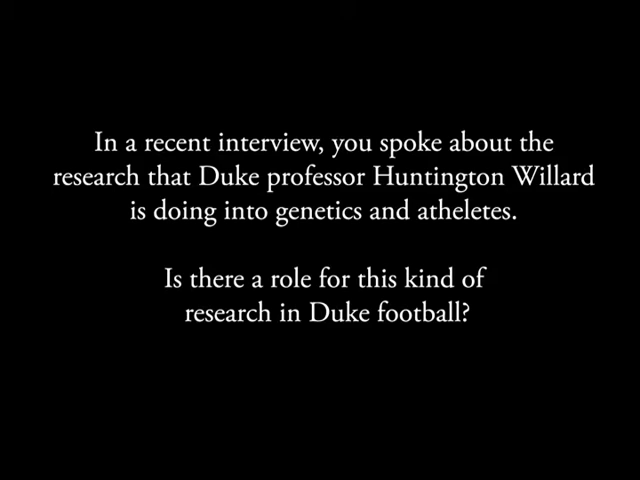 In a recent interview, you spoke about the
research that Duke professor Huntington Willard
is doing into genetics and atheletes.
Is there a role for this kind of
research in Duke football?